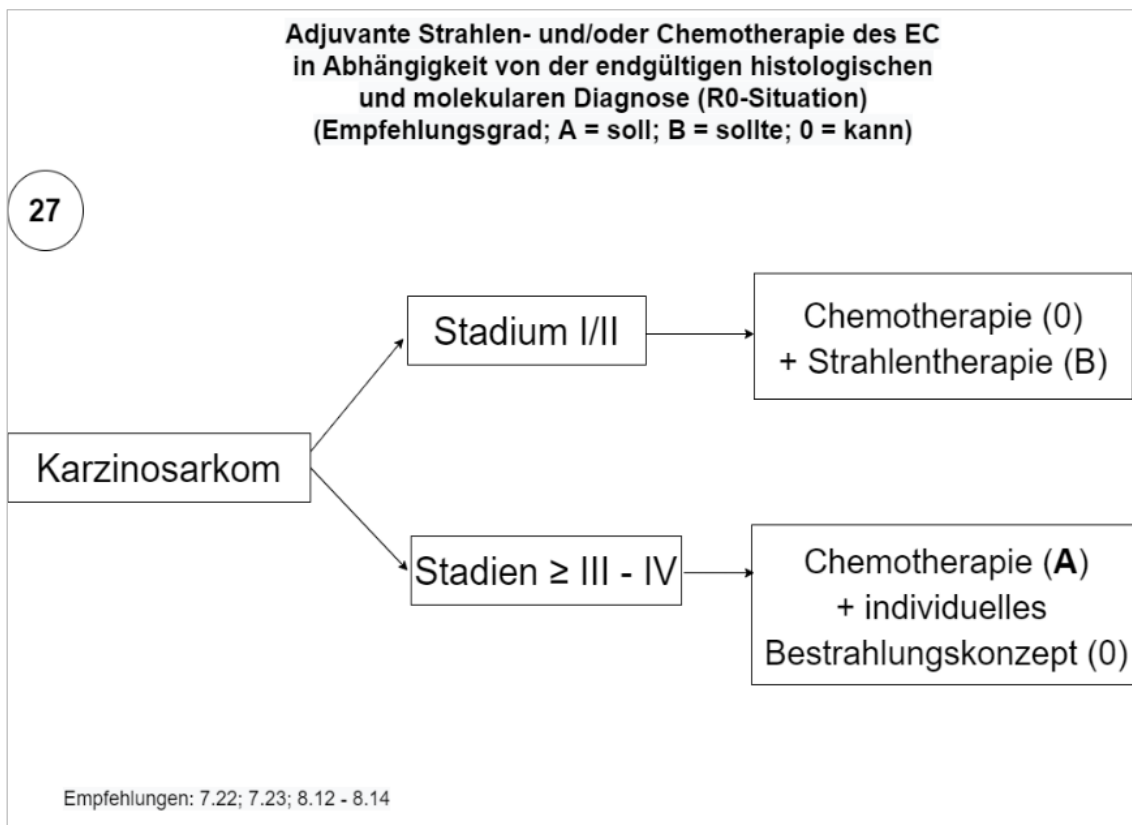 Adjuvante Strahlen- und/oder Chemotherapie des EC
in Abhängigkeit von der endgültigen histologischen
und molekularen Diagnose (R0-Situation)
(Empfehlungsgrad; A = soll; B = sollte; 0 = kann)
27
Karzinosarkom
Stadium I/II
Chemotherapie (0)
+ Strahlentherapie (B)
Stadien ≥ III - IV
Chemotherapie (A)
+ individuelles
Bestrahlungskonzept (0)
Empfehlungen: 7.22; 7.23; 8.12 - 8.14